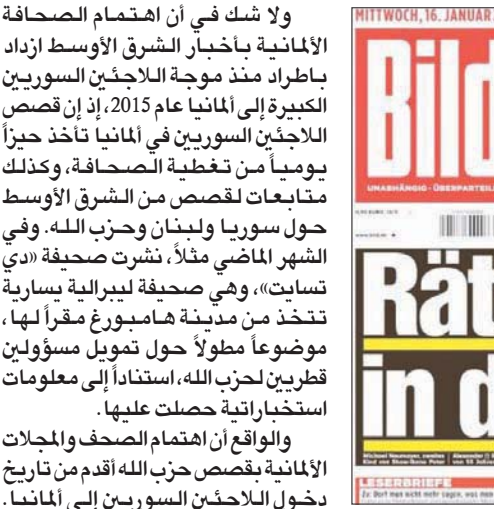 ولا شك في أن اهتمام الصحافة
الألمانية بأخبار الشرق الأوسط ازداد
باطراد منذ موجة اللاجئين السوريين
الكبيرة إلى ألمانيا عام 2015، إذ إن قصص
اللاجئين السوريين في ألمانيا تأخذ حيزاً
يومياً من تغطية الصحافة، وكذلك
متابعات لقصص من الشرق الأوسط
حول سوريا ولبنان وحزب الله. وفي
الشهر الماضي مثلاً، نشرت صحيفة «دي
تسايت»، وهي صحيفة ليبرالية يسارية
تتخذ من مدينة هامبورغ مقراً لها،
موضوعاً مطولاً حول تمويل مسؤولين
قطريين لحزب الله، استناداً إلى معلومات
استخباراتية حصلت عليها.
والواقع أن اهتمام الصحف والمجلات
الألمانية بقصص حزب الله أقدم من تاريخ
دخول اللاجئين السوريين إلى ألمانيا.
MITTWOCH, 16. JANUAR
Bild
UNABHÄNGIG · ÜBERPARTEIL
Rät
in d
LESERBRIEFE